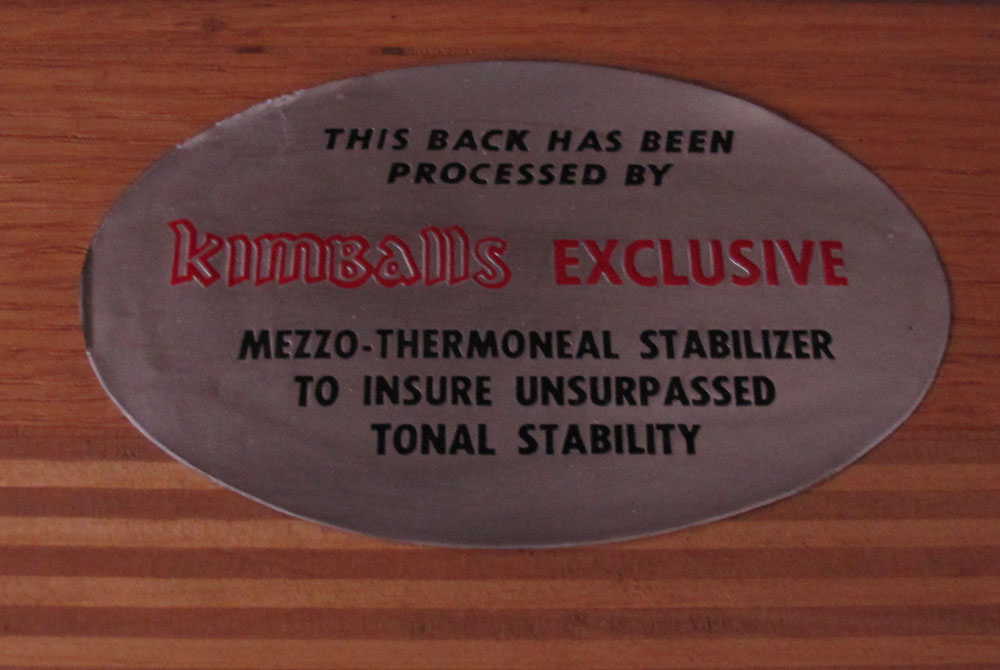 THIS BACK HAS BEEN
PROCESSED BY
kimballs EXCLUSIVE
MEZZO-THERMONEAL STABILIZER
TO INSURE UNSURPASSED
TONAL STABILITY